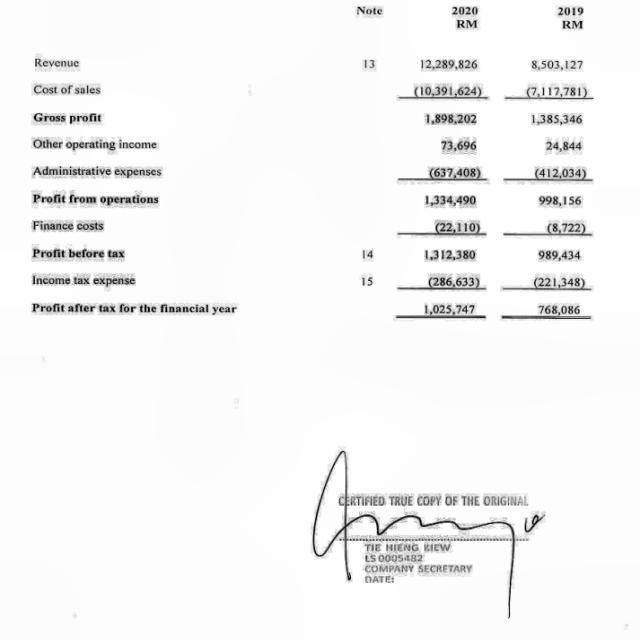 Note 2020 2019
RM RM
Revenue 13 12,289,826 8,503,127
Cost of sales (10,391,624) (7,117,781)
Gross profit 1,898,202 1,385,346
Other operating income 73,696 24,844
Administrative expenses (637,408) (412,034)
Profit from operations 1,334,490 998,156
Finance costs (22,110) (8,722)
Profit before tax 14 1,312,380 989,434
Income tax expense 15 (286,633) (221,348)
Profit after tax for the financial year 1,025,747 768,086
CERTIFIED TRUE COPY OF THE ORIGINAL
TIE HIENG KIEW
LS 0005482
COMPANY SECRETARY
DATE: